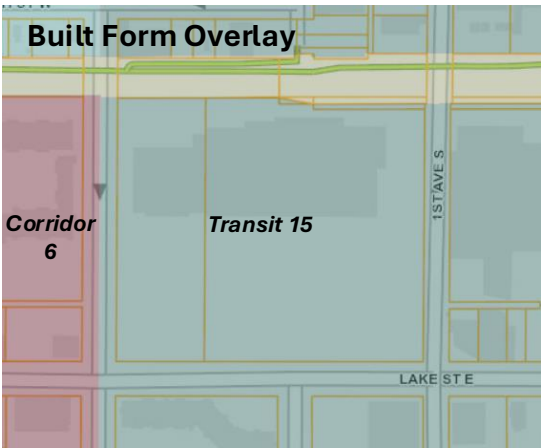 Built Form Overlay
Corridor
6
Transit 15
1ST AVE S
LAKE ST E